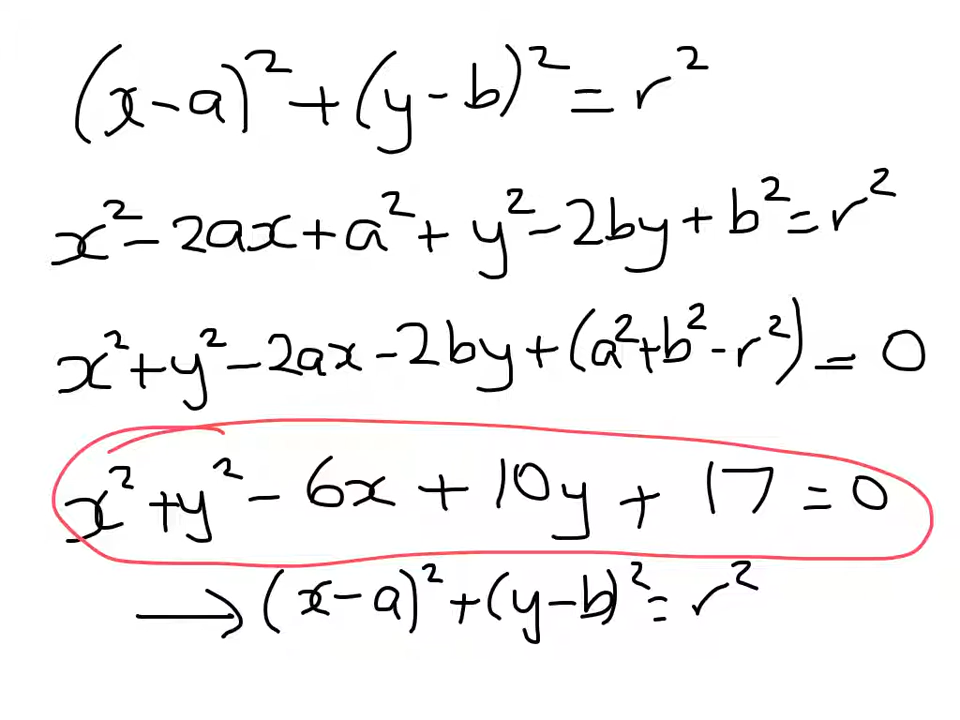 (x-a)²+(y-b)²=r²
x²-2ax+a²+y²-2by+b²=r²
x²+y²-2ax-2by+(a²+b²-r²)=0
x²+y²-6x+10y+17=0
→(x-a)²+(y-b)²=r²